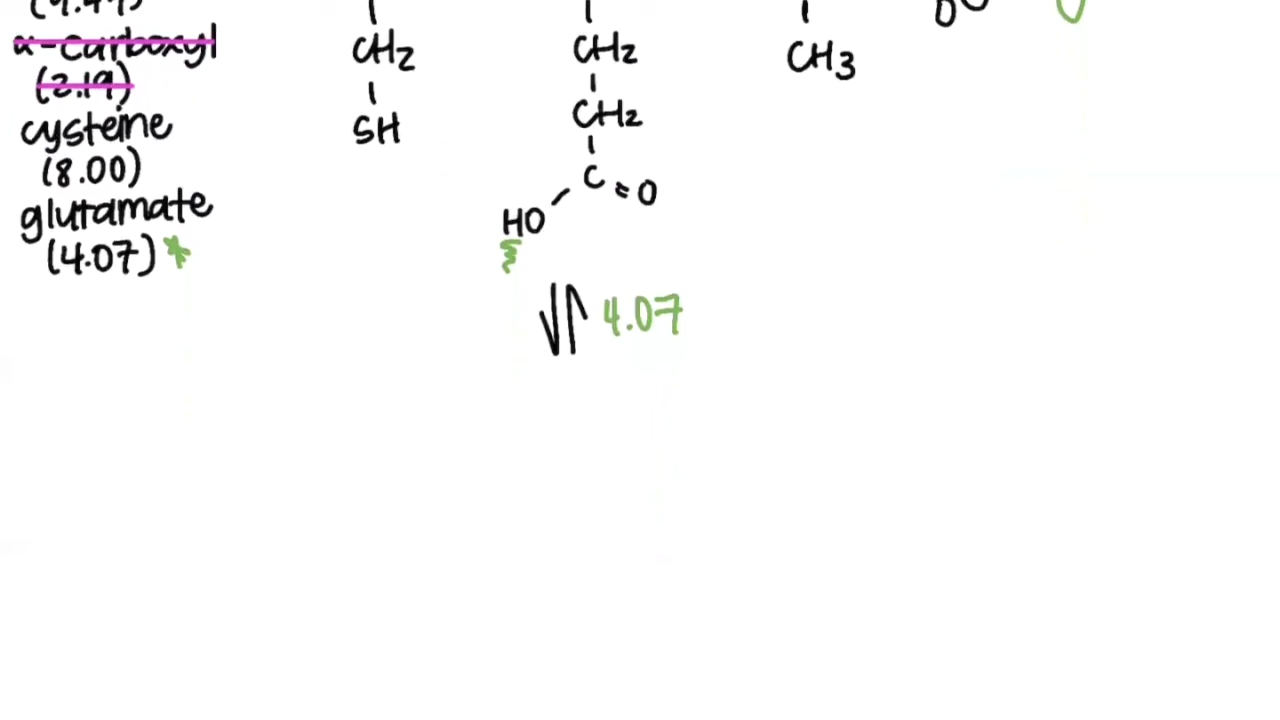 α-carboxyl
(2.19)
cysteine
(8.00)
glutamate
(4.07) *
CH2
SH
CH2
CH2
C=O
HO
4.07
CH3